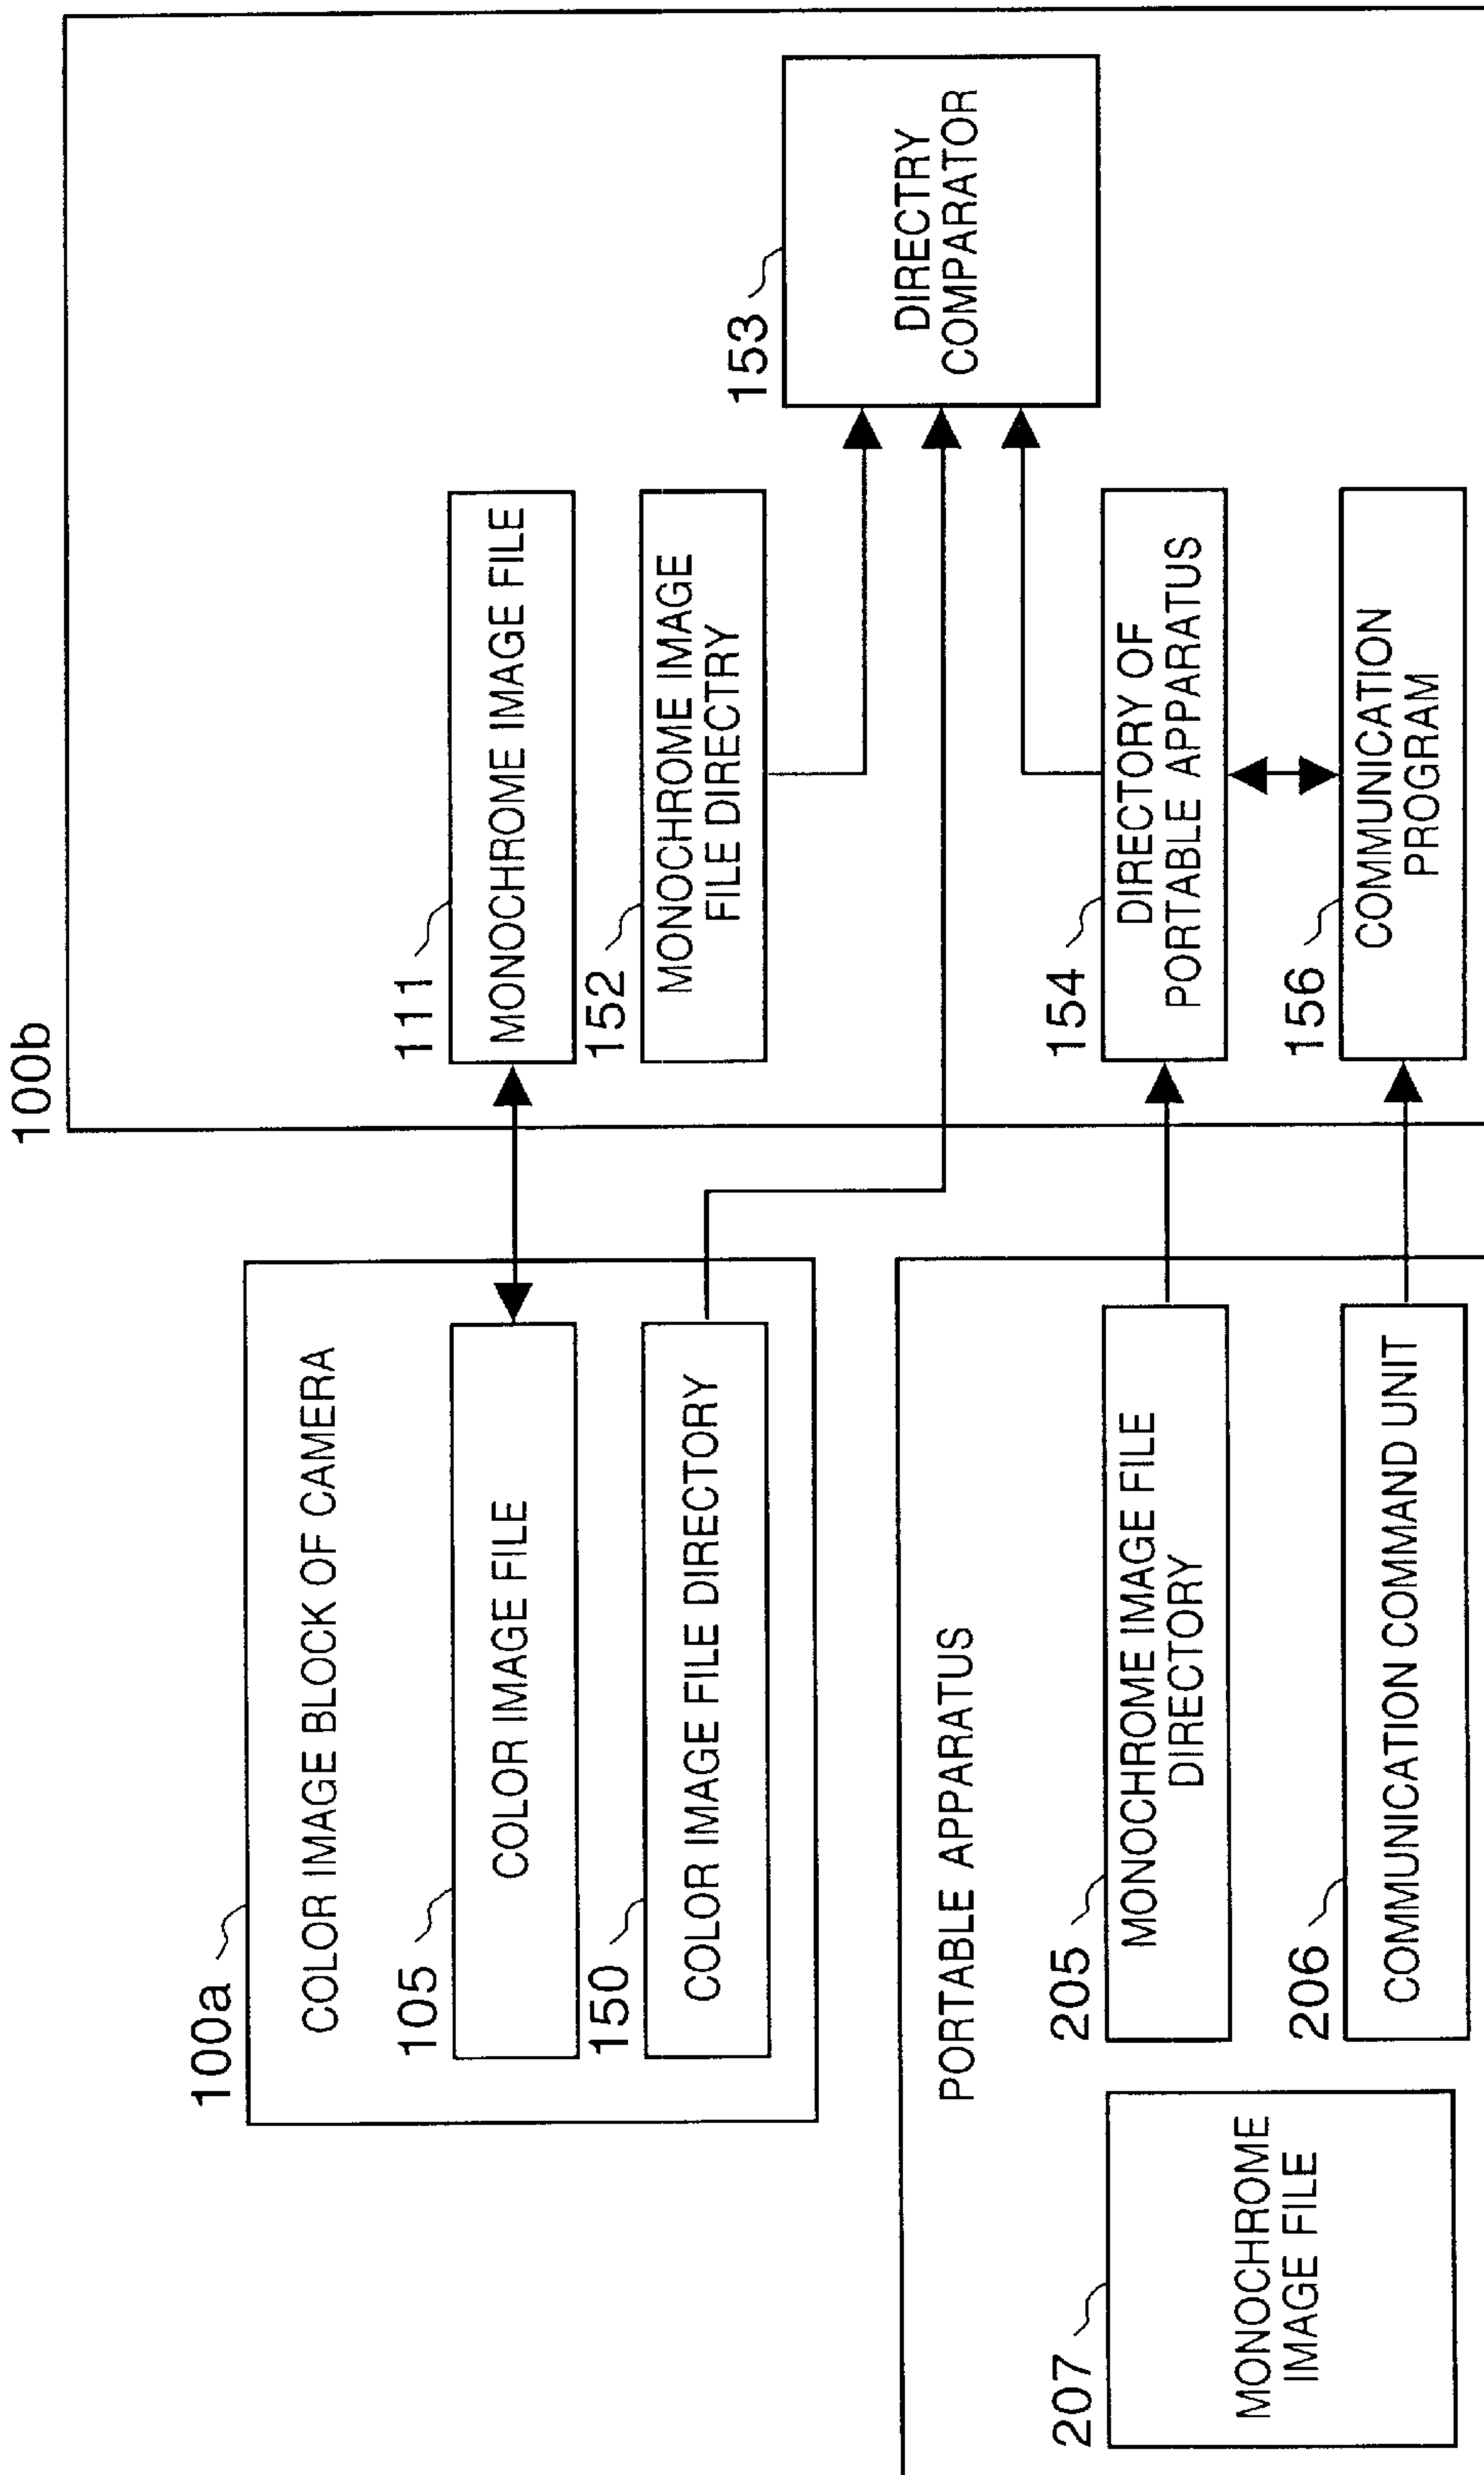 100b
100a
COLOR IMAGE BLOCK OF CAMERA
105
COLOR IMAGE FILE
150
COLOR IMAGE FILE DIRECTORY
111
MONOCHROME IMAGE FILE
152
MONOCHROME IMAGE
FILE DIRECTRY
153
DIRECTRY
COMPARATOR
PORTABLE APPARATUS
207
MONOCHROME
IMAGE FILE
205
MONOCHROME IMAGE FILE
DIRECTORY
206
COMMUNICATION COMMAND UNIT
154
DIRECTORY OF
PORTABLE APPARATUS
156
COMMUNICATION
PROGRAM